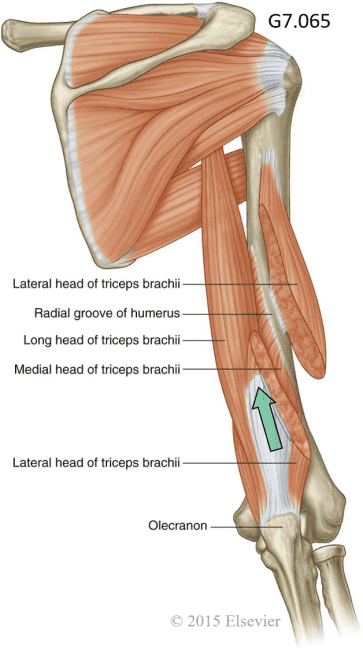 G7.065
Lateral head of triceps brachii
Radial groove of humerus
Long head of triceps brachii
Medial head of triceps brachii
Lateral head of triceps brachii
Olecranon
© 2015 Elsevier